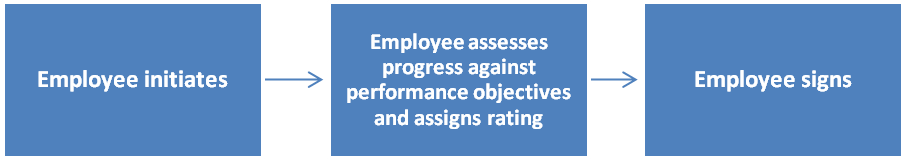 Employee initiates
Employee assesses
progress against
performance objectives
and assigns rating
Employee signs